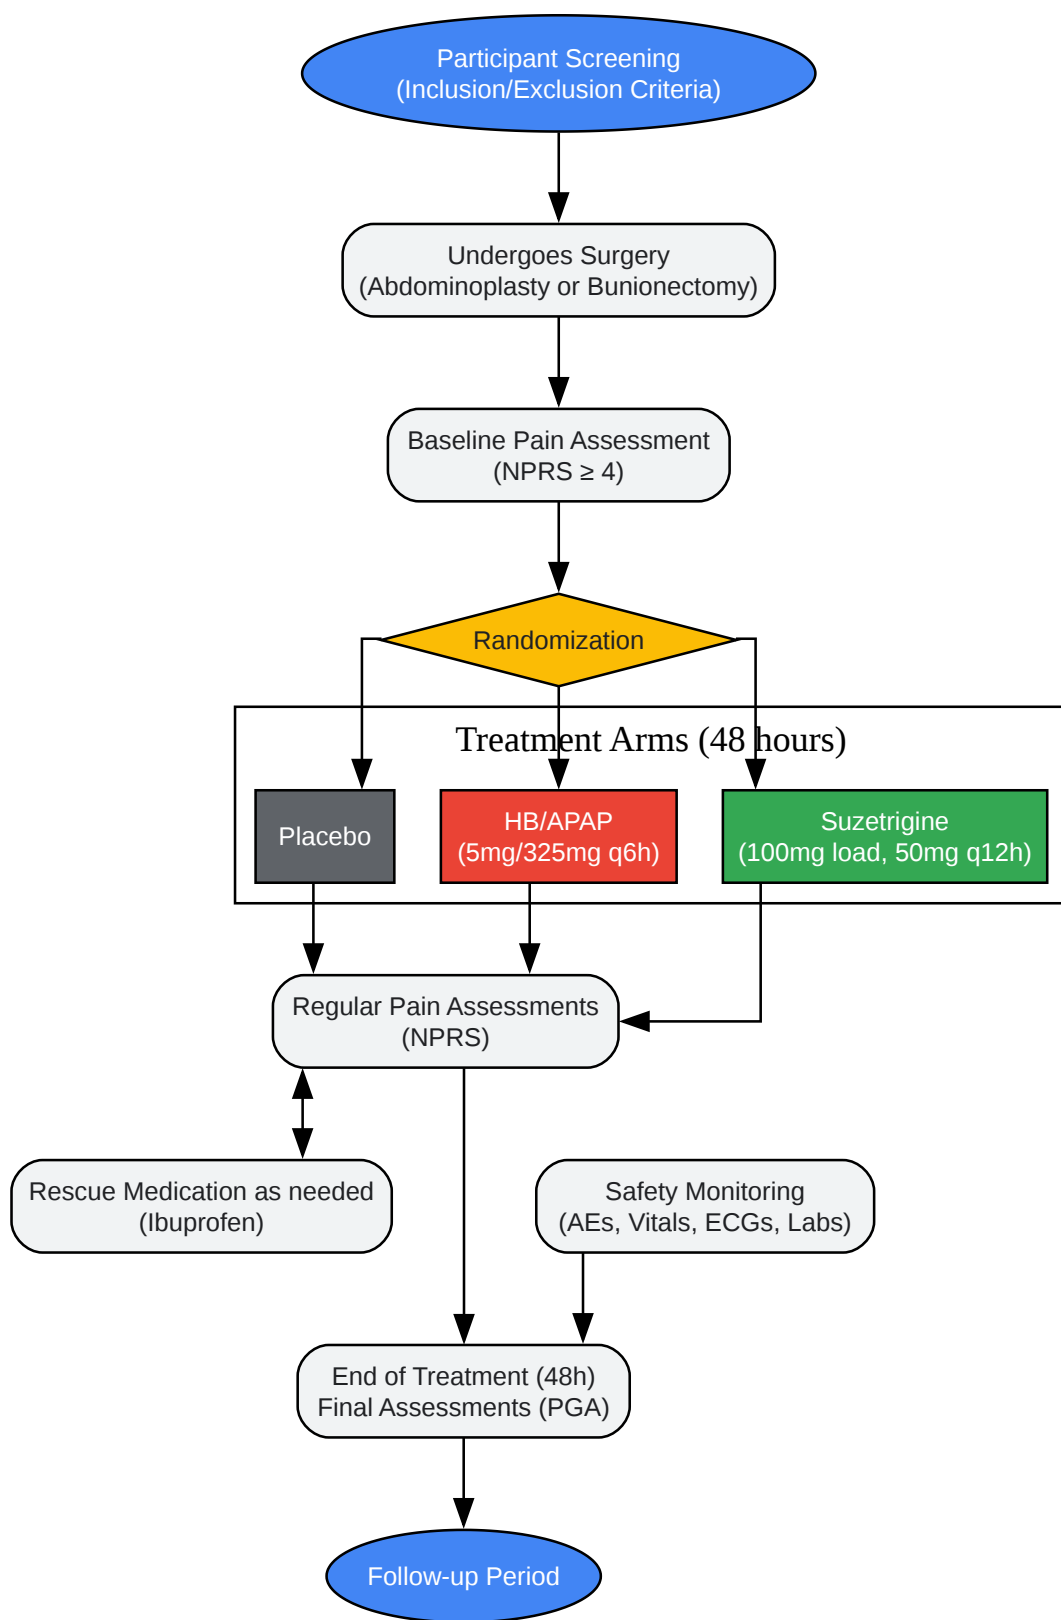 Participant Screening
(Inclusion/Exclusion Criteria)
Undergoes Surgery
(Abdominoplasty or Bunionectomy)
Baseline Pain Assessment
(NPRS ≥ 4)
Randomization
Treatment Arms (48 hours)
Placebo
HB/APAP
(5mg/325mg q6h)
Suzetrigine
(100mg load, 50mg q12h)
Regular Pain Assessments
(NPRS)
Rescue Medication as needed
(Ibuprofen)
Safety Monitoring
(AEs, Vitals, ECGs, Labs)
End of Treatment (48h)
Final Assessments (PGA)
Follow-up Period